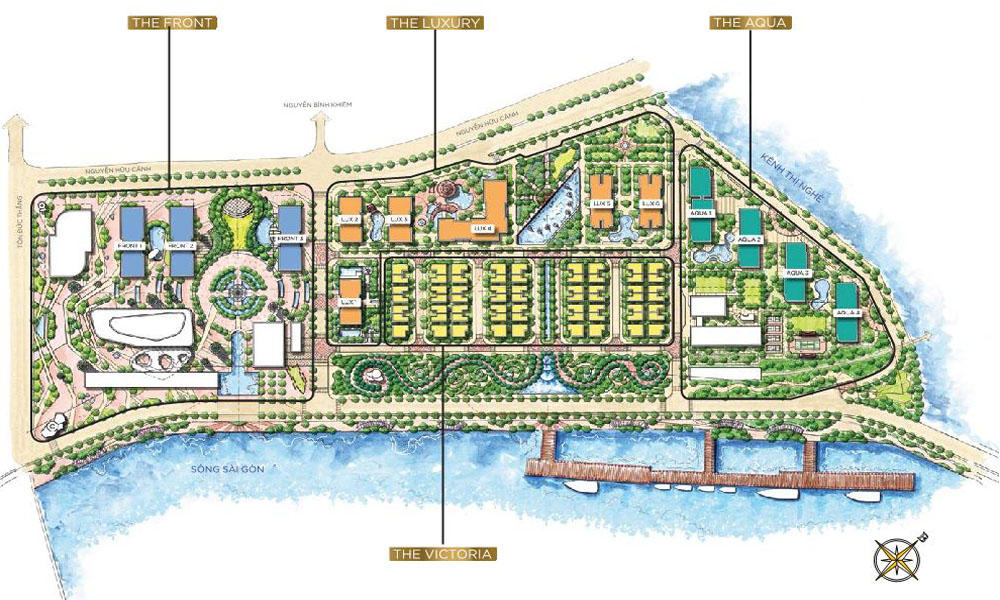 THE FRONT
THE LUXURY
THE AQUA
NGUYỄN BỈNH KHIÊM
NGUYỄN HỮU CẢNH
NGUYỄN HỮU CẢNH
TÔN ĐỨC THẮNG
KÊNH THỊ NGHÈ
FRONT 1
FRONT 2
FRONT 3
LUX 2
LUX 3
LUX 4
LUX 5
LUX 6
LUX 1
AQUA 1
AQUA 2
AQUA 3
AQUA 4
SÔNG SÀI GÒN
THE VICTORIA
B